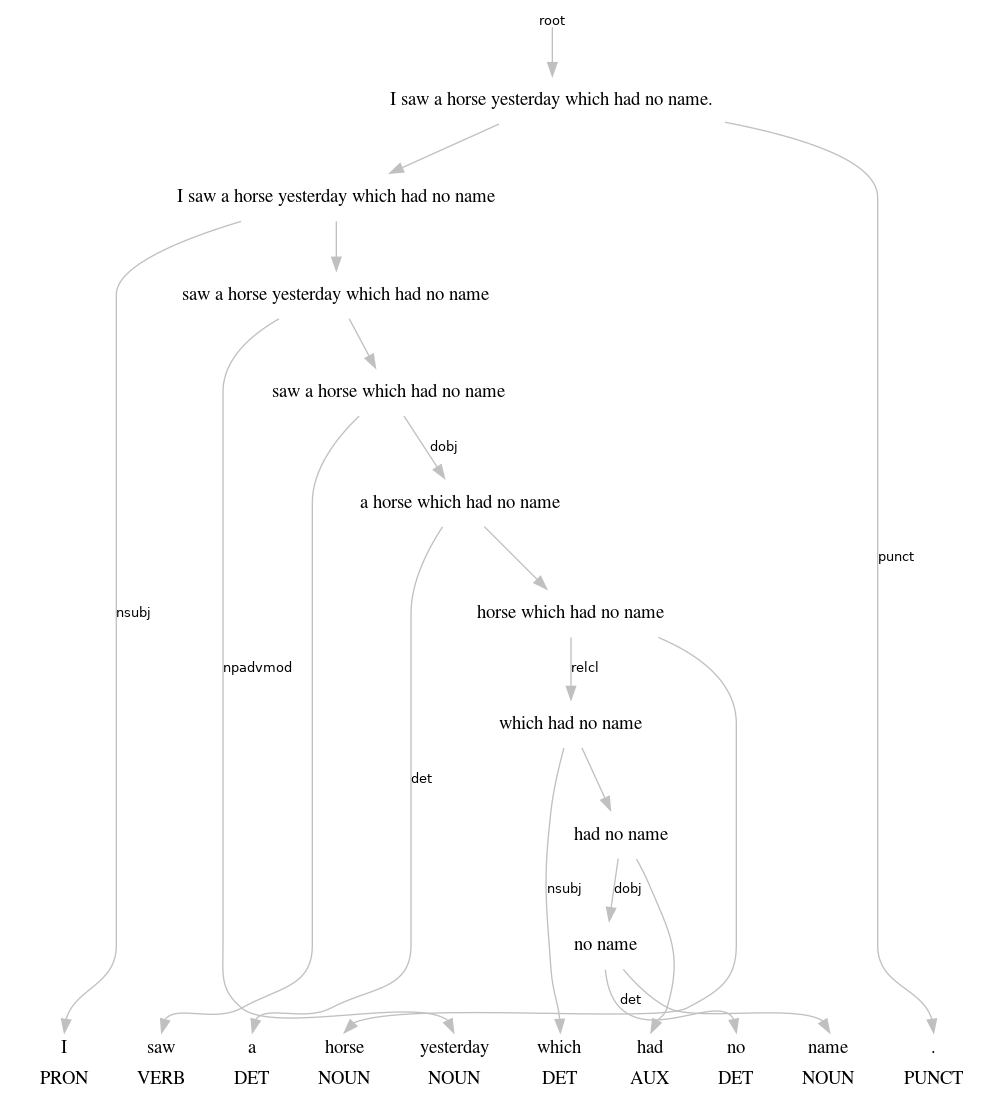 root
I saw a horse yesterday which had no name.
I saw a horse yesterday which had no name
saw a horse yesterday which had no name
saw a horse which had no name
dobj
a horse which had no name
punct
nsubj
horse which had no name
npadvmod
relcl
which had no name
det
had no name
nsubj
dobj
no name
det
I saw a horse yesterday which had no name .
PRON VERB DET NOUN NOUN DET AUX DET NOUN PUNCT